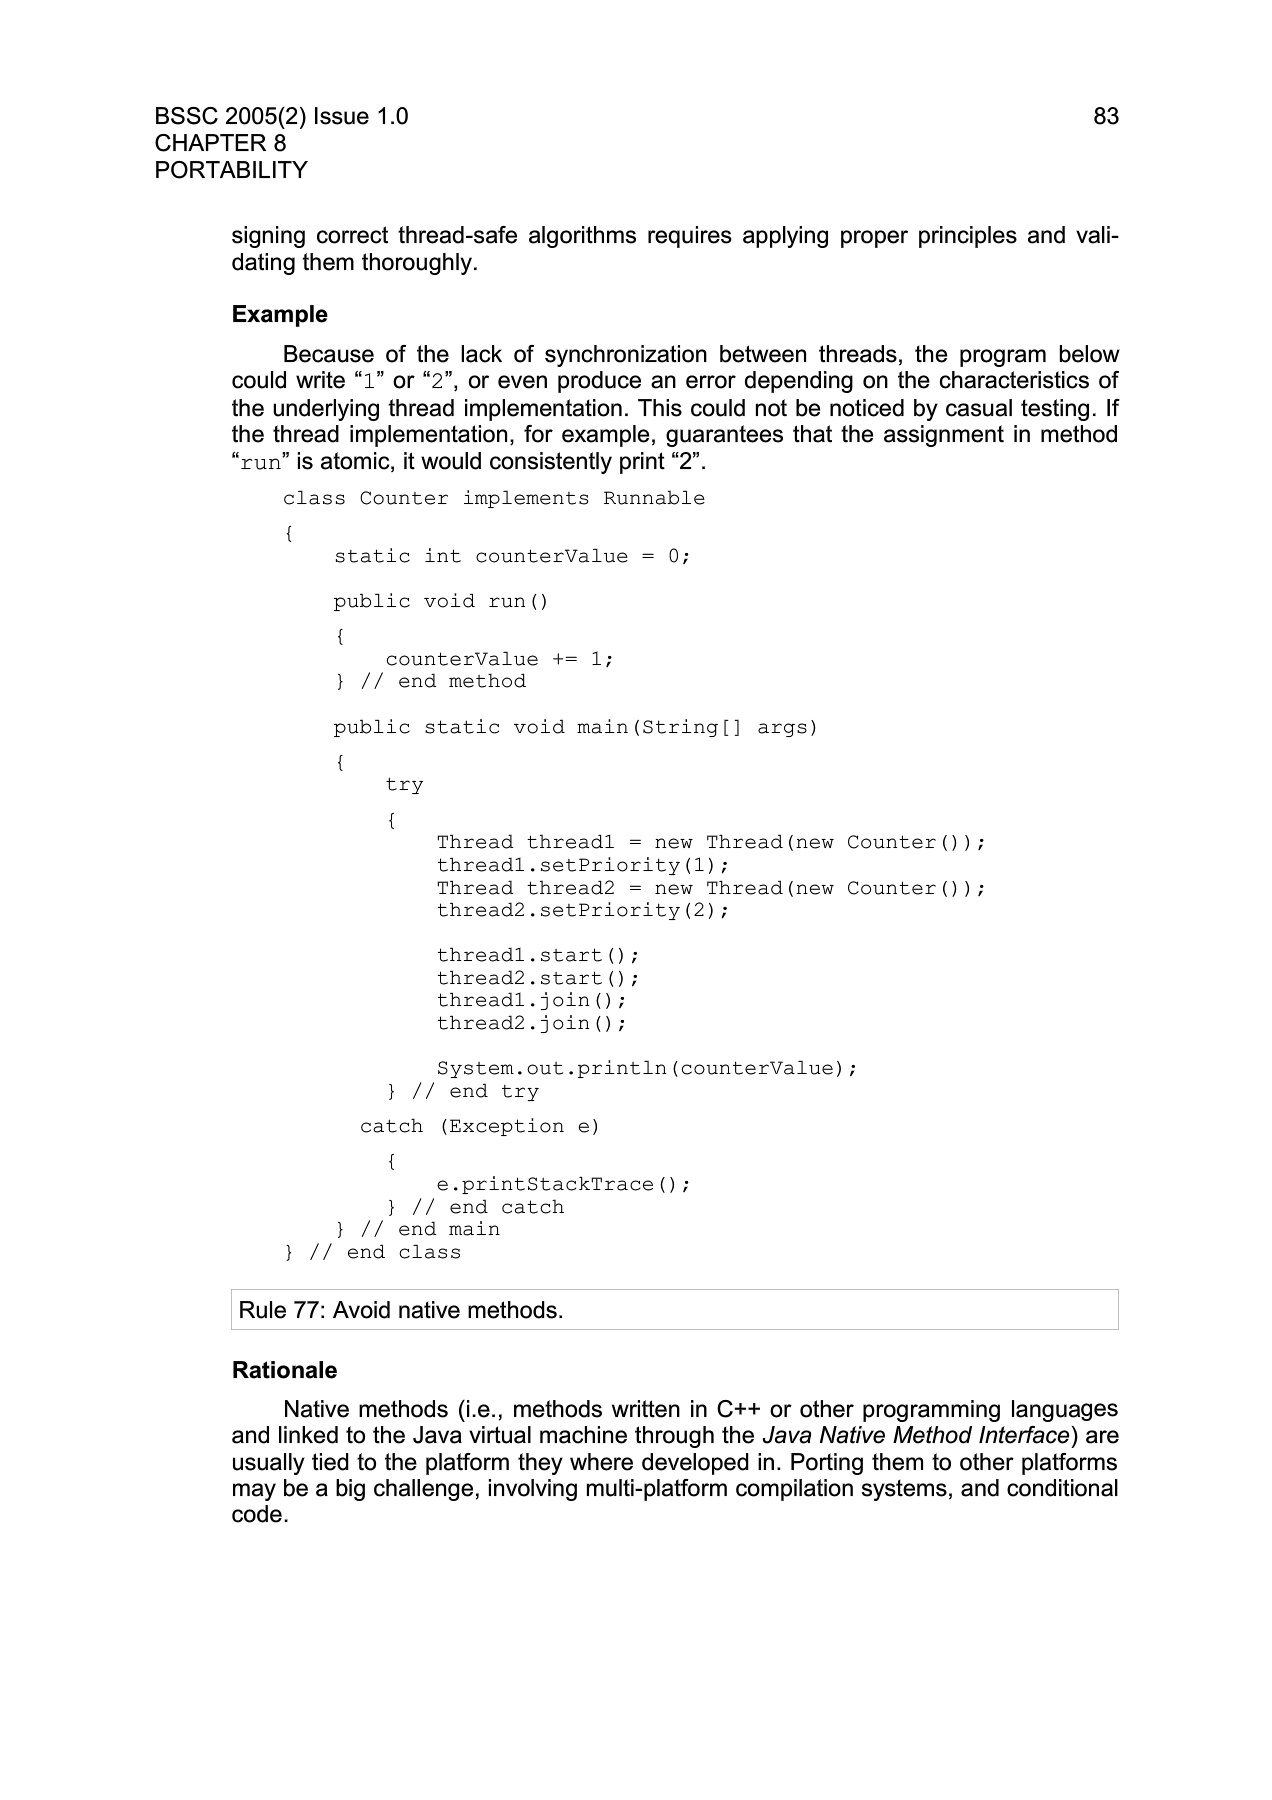 BSSC 2005(2) Issue 1.0 83
CHAPTER 8
PORTABILITY
signing correct thread-safe algorithms requires applying proper principles and vali-
dating them thoroughly.
Example
Because of the lack of synchronization between threads, the program below
could write “1” or “2”, or even produce an error depending on the characteristics of
the underlying thread implementation. This could not be noticed by casual testing. If
the thread implementation, for example, guarantees that the assignment in method
“run” is atomic, it would consistently print “2”.
class Counter implements Runnable
{
    static int counterValue = 0;
    public void run()
    {
        counterValue += 1;
    } // end method
    public static void main(String[] args)
    {
        try
        {
            Thread thread1 = new Thread(new Counter());
            thread1.setPriority(1);
            Thread thread2 = new Thread(new Counter());
            thread2.setPriority(2);
            thread1.start();
            thread2.start();
            thread1.join();
            thread2.join();
            System.out.println(counterValue);
        } // end try
      catch (Exception e)
        {
            e.printStackTrace();
        } // end catch
    } // end main
} // end class
Rule 77: Avoid native methods.
Rationale
Native methods (i.e., methods written in C++ or other programming languages
and linked to the Java virtual machine through the Java Native Method Interface) are
usually tied to the platform they where developed in. Porting them to other platforms
may be a big challenge, involving multi-platform compilation systems, and conditional
code.